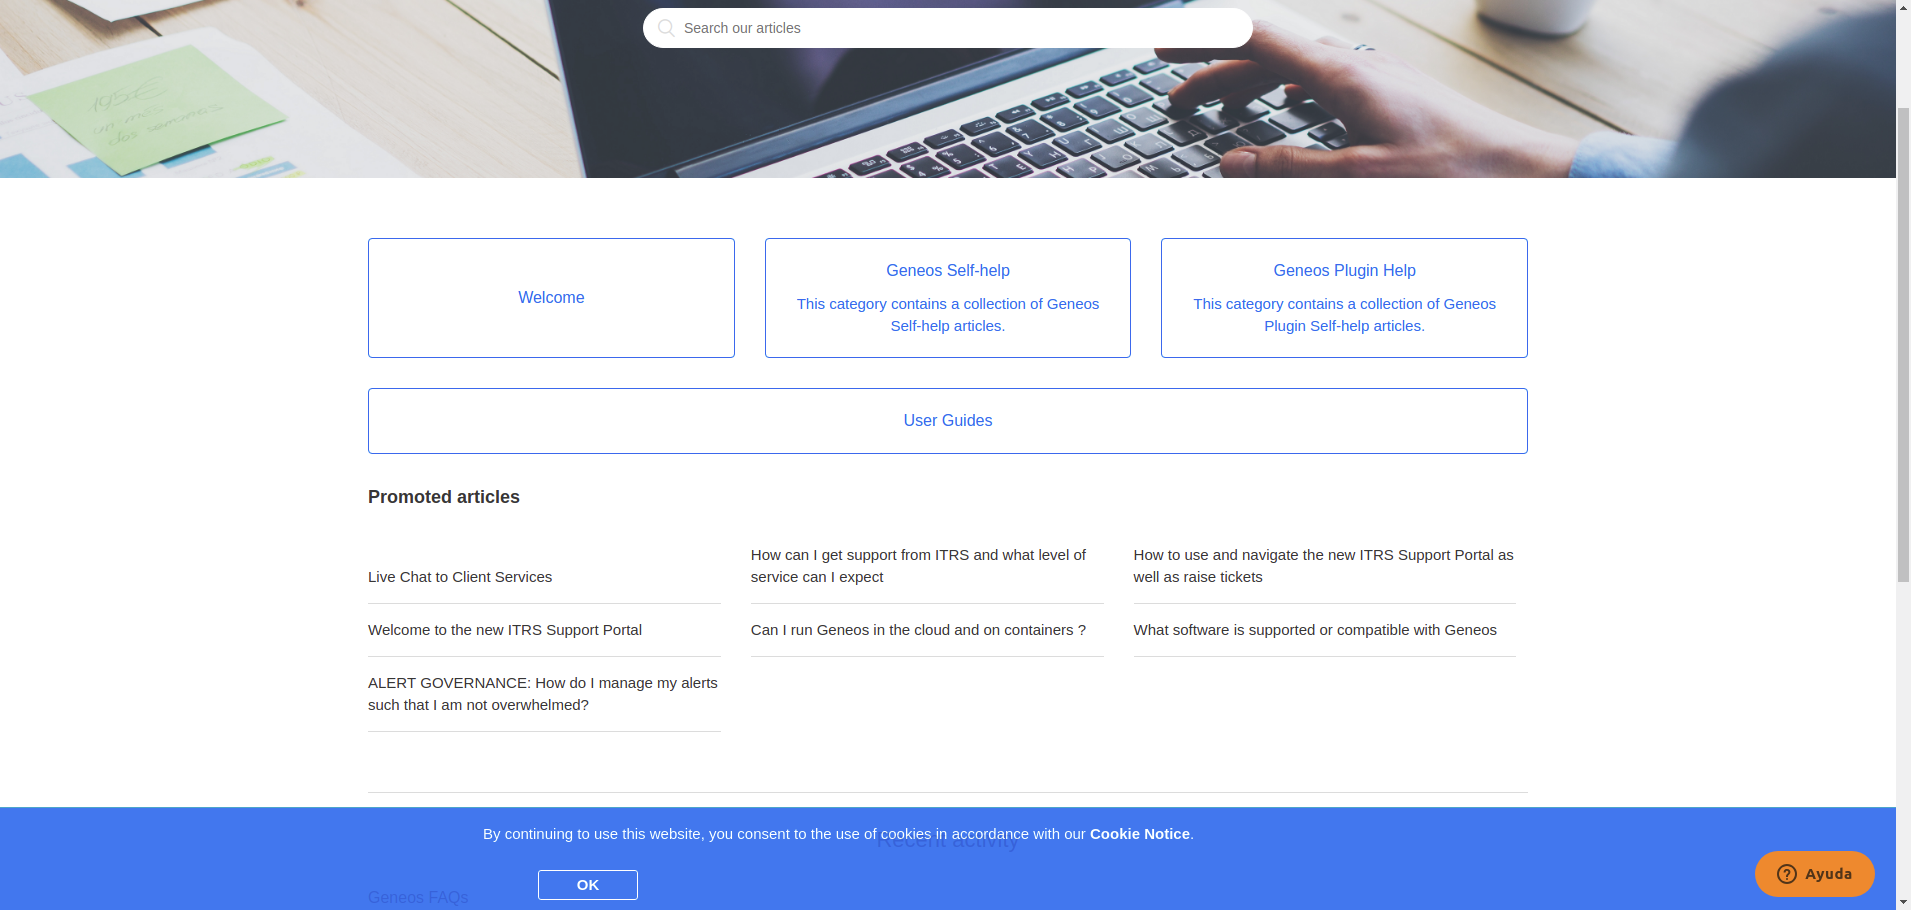 Search our articles
195€
un mes
dos semanas
Welcome
Geneos Self-help
This category contains a collection of Geneos
Self-help articles.
Geneos Plugin Help
This category contains a collection of Geneos
Plugin Self-help articles.
User Guides
Promoted articles
Live Chat to Client Services
How can I get support from ITRS and what level of
service can I expect
How to use and navigate the new ITRS Support Portal as
well as raise tickets
Welcome to the new ITRS Support Portal
Can I run Geneos in the cloud and on containers ?
What software is supported or compatible with Geneos
ALERT GOVERNANCE: How do I manage my alerts
such that I am not overwhelmed?
By continuing to use this website, you consent to the use of cookies in accordance with our Cookie Notice.
Recent activity
OK
Geneos FAQs
Ayuda